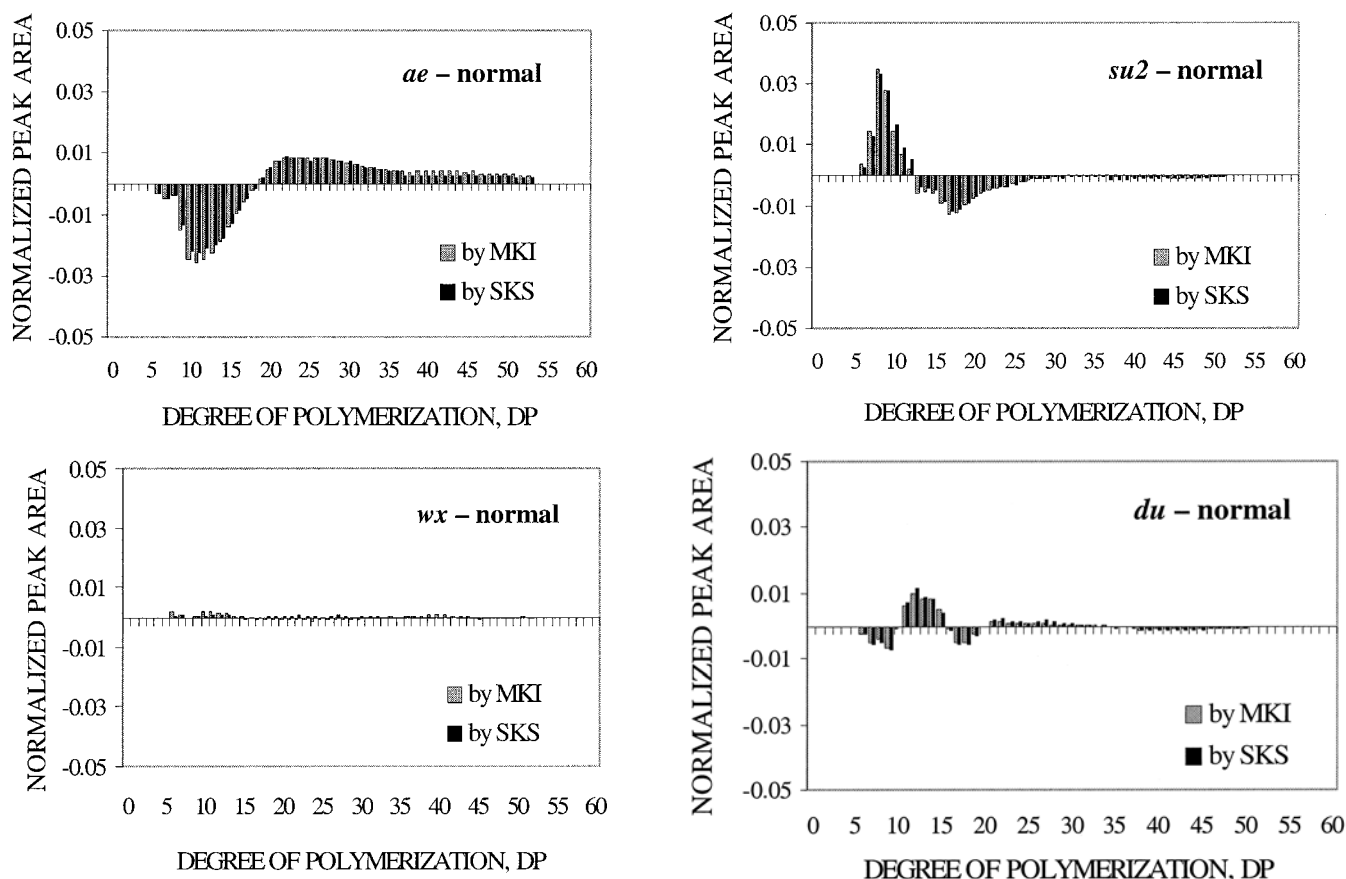 NORMALIZED PEAK AREA
0.05
0.03
0.01
-0.01
-0.03
-0.05
ae – normal
by MKI
by SKS
0 5 10 15 20 25 30 35 40 45 50 55 60
DEGREE OF POLYMERIZATION, DP
NORMALIZED PEAK AREA
0.05
0.03
0.01
-0.01
-0.03
-0.05
su2 – normal
by MKI
by SKS
0 5 10 15 20 25 30 35 40 45 50 55 60
DEGREE OF POLYMERIZATION, DP
NORMALIZED PEAK AREA
0.05
0.03
0.01
-0.01
-0.03
-0.05
wx – normal
by MKI
by SKS
0 5 10 15 20 25 30 35 40 45 50 55 60
DEGREE OF POLYMERIZATION, DP
NORMALIZED PEAK AREA
0.05
0.03
0.01
-0.01
-0.03
-0.05
du – normal
by MKI
by SKS
0 5 10 15 20 25 30 35 40 45 50 55 60
DEGREE OF POLYMERIZATION, DP